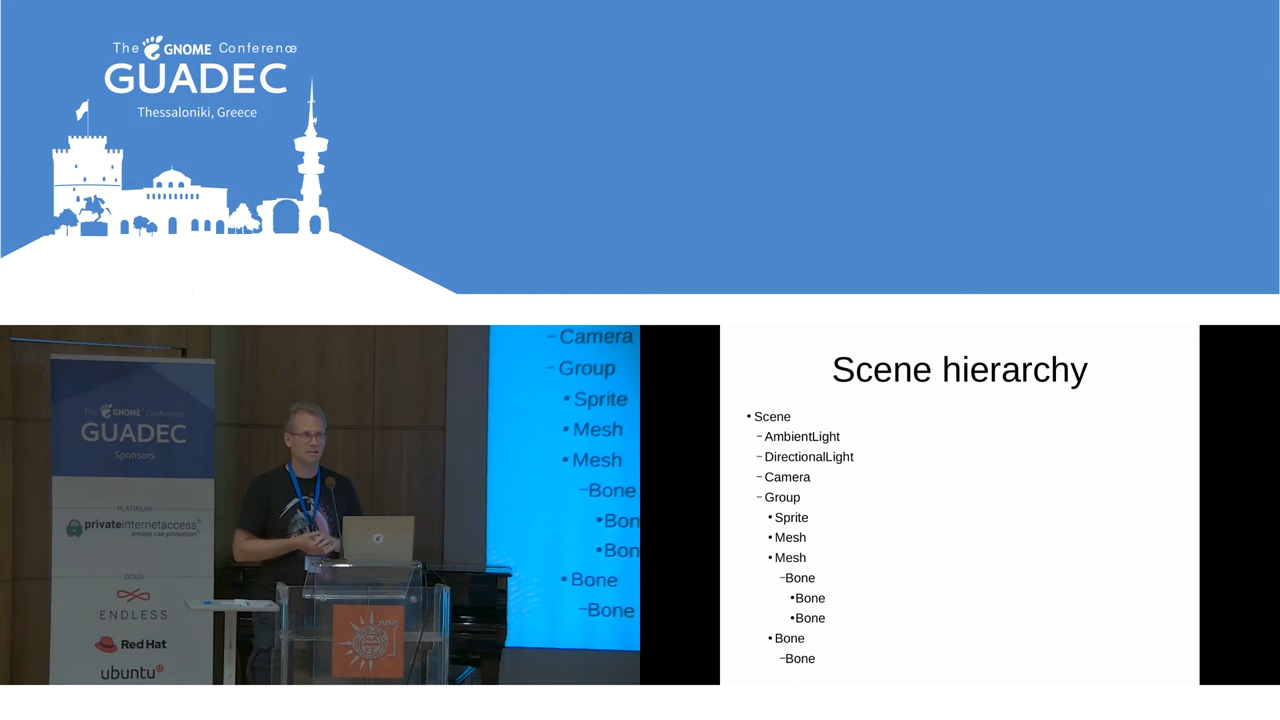 The GNOME Conference
GUADEC
Thessaloniki, Greece
The GNOME Conference
GUADEC
Sponsors
PLATINUM
privateinternetaccess®
always use protection
GOLD
ENDLESS
Red Hat
ubuntu
– Camera
– Group
• Sprite
• Mesh
• Mesh
–Bone
•Bon
•Bon
• Bone
–Bone
Scene hierarchy
• Scene
– AmbientLight
– DirectionalLight
– Camera
– Group
• Sprite
• Mesh
• Mesh
–Bone
•Bone
•Bone
• Bone
–Bone